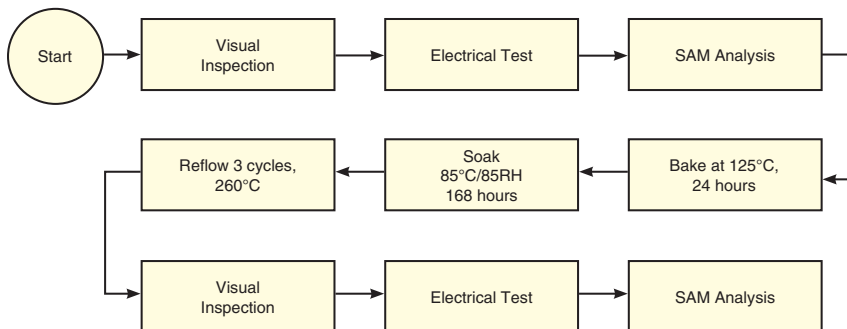 Start
Visual
Inspection
Electrical Test
SAM Analysis
Bake at 125°C,
24 hours
Soak
85°C/85RH
168 hours
Reflow 3 cycles,
260°C
Visual
Inspection
Electrical Test
SAM Analysis